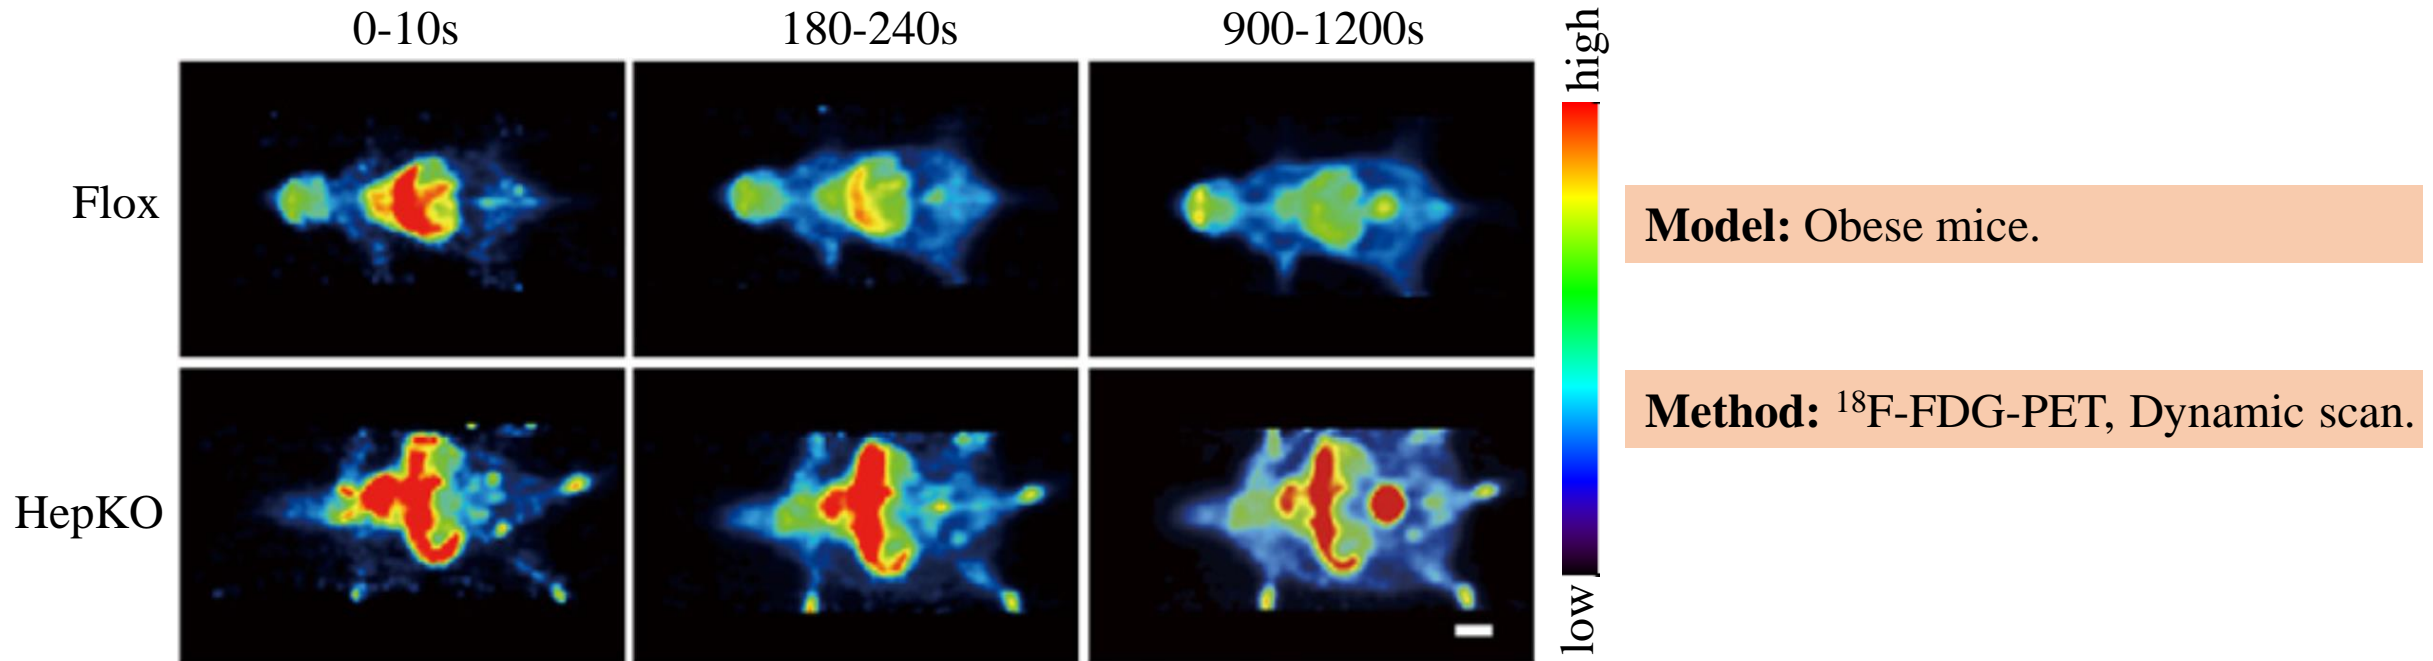 0-10s
180-240s
900-1200s
high
Flox
Model: Obese mice.
HepKO
Method: ¹⁸F-FDG-PET, Dynamic scan.
low